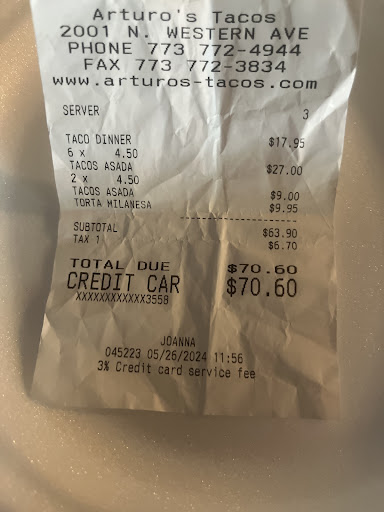 Arturo's Tacos
2001 N. WESTERN AVE
PHONE 773 772-4944
FAX 773 772-3834
www.arturos-tacos.com
SERVER 3
TACO DINNER $17.95
6 x 4.50
TACOS ASADA $27.00
2 x 4.50
TACOS ASADA $9.00
TORTA MILANESA $9.95
SUBTOTAL $63.90
TAX 1 $6.70
TOTAL DUE $70.60
CREDIT CAR $70.60
XXXXXXXXXXXX3558
JOANNA
045223 05/26/2024 11:56
3% Credit card service fee